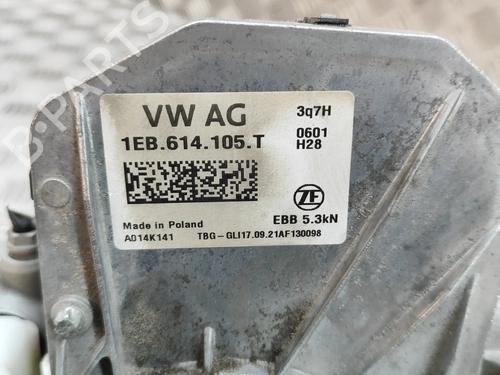 VW AG
3q7H
1EB.614.105.T
0601
H28
ZF
EBB 5.3kN
Made in Poland
A014K141
TBG-GLI17.09.21AF130098